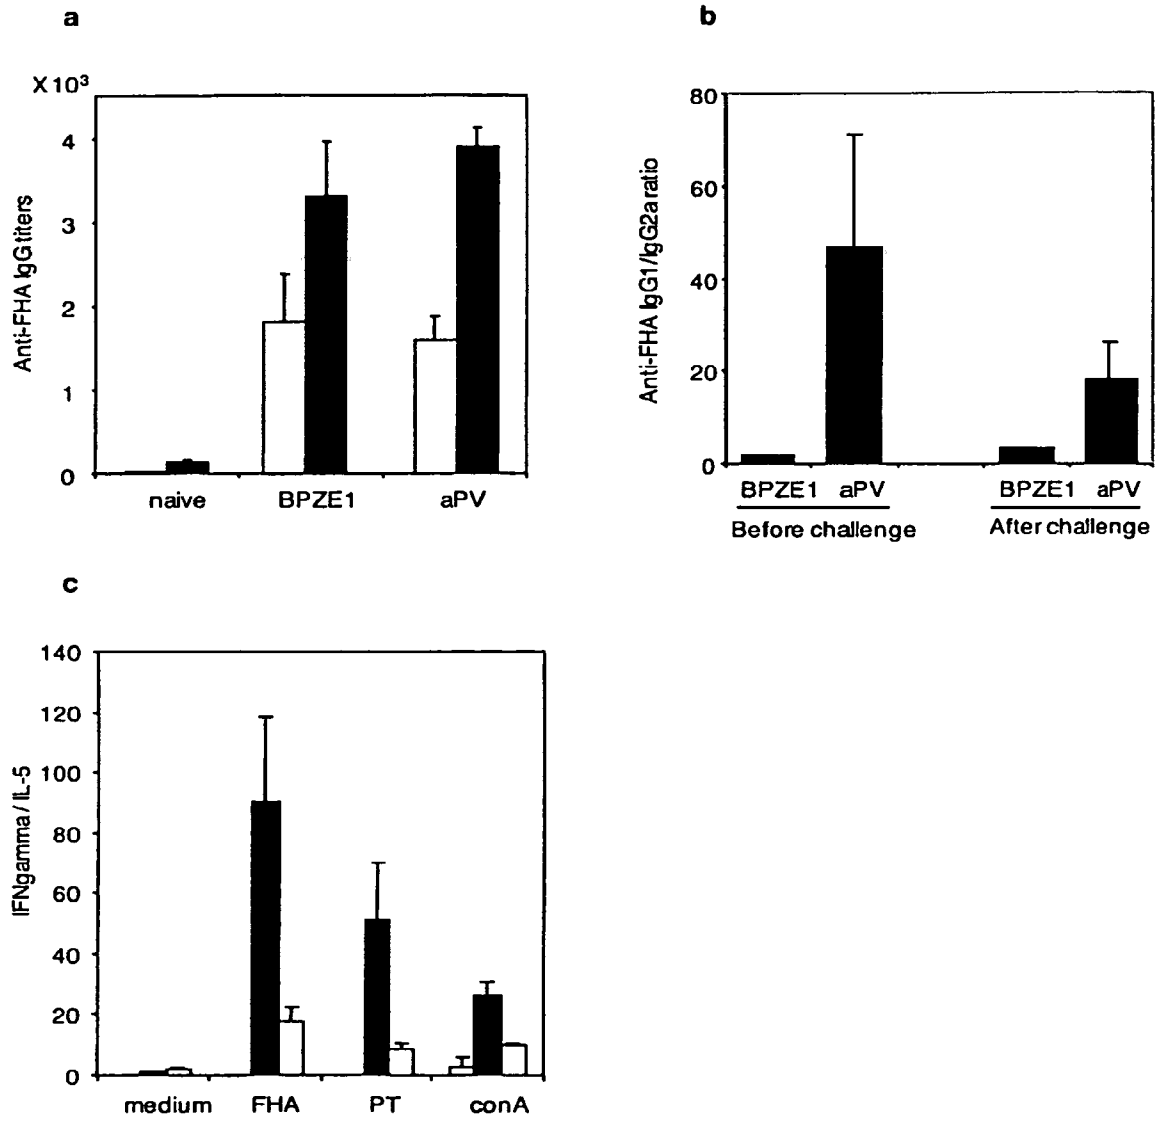 a
X 10³
Anti-FHA IgG titers
4
3
2
1
0
naive BPZE1 aPV
b
Anti-FHA IgG1/IgG2a ratio
80
60
40
20
0
BPZE1 aPV BPZE1 aPV
Before challenge After challenge
c
IFNgamma / IL-5
140
120
100
80
60
40
20
0
medium FHA PT conA